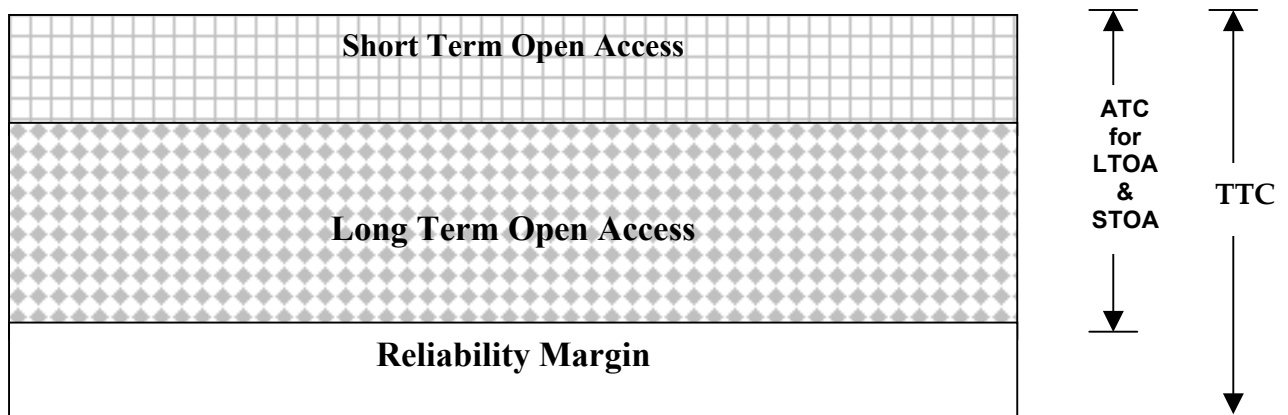 Short Term Open Access
Long Term Open Access
Reliability Margin
ATC
for
LTOA
&
STOA
TTC